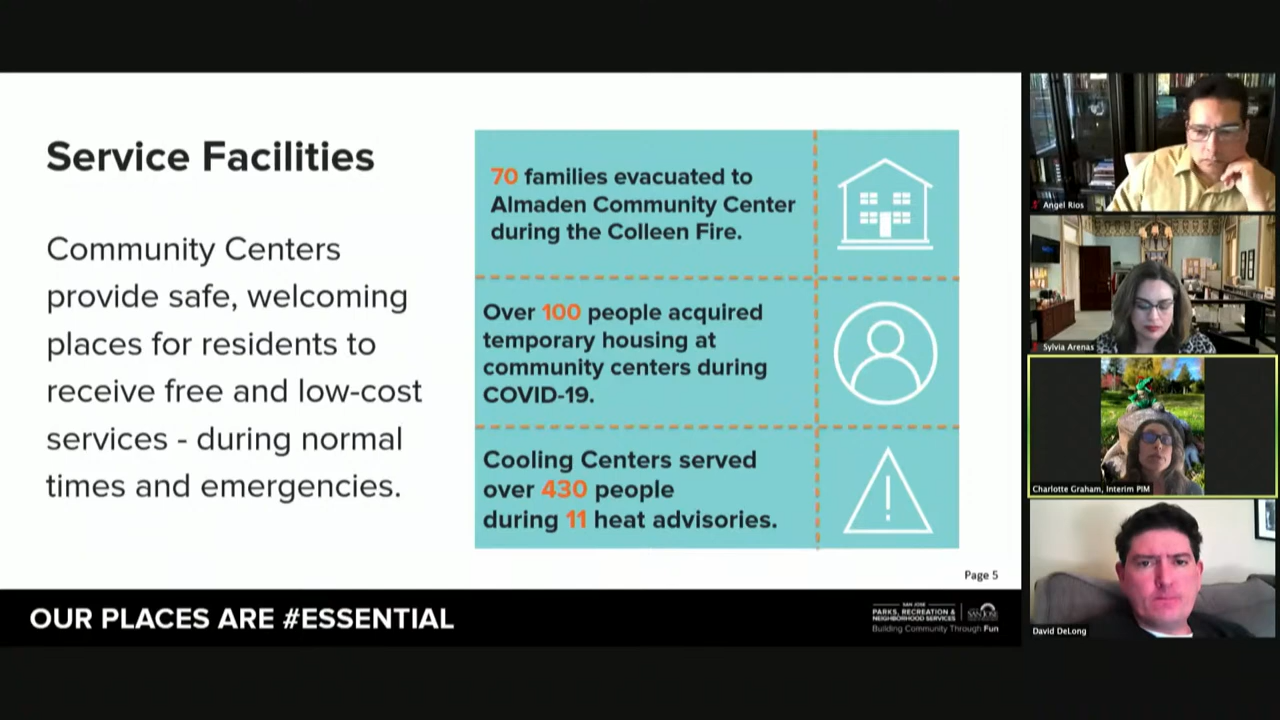 Service Facilities
Community Centers
provide safe, welcoming
places for residents to
receive free and low-cost
services - during normal
times and emergencies.
70 families evacuated to
Almaden Community Center
during the Colleen Fire.
Over 100 people acquired
temporary housing at
community centers during
COVID-19.
Cooling Centers served
over 430 people
during 11 heat advisories.
Page 5
OUR PLACES ARE #ESSENTIAL
SAN JOSE
PARKS, RECREATION &
NEIGHBORHOOD SERVICES
SAN JOSE
Building Community Through Fun
Angel Rios
Sylvia Arenas
Charlotte Graham, Interim PIM
David DeLong